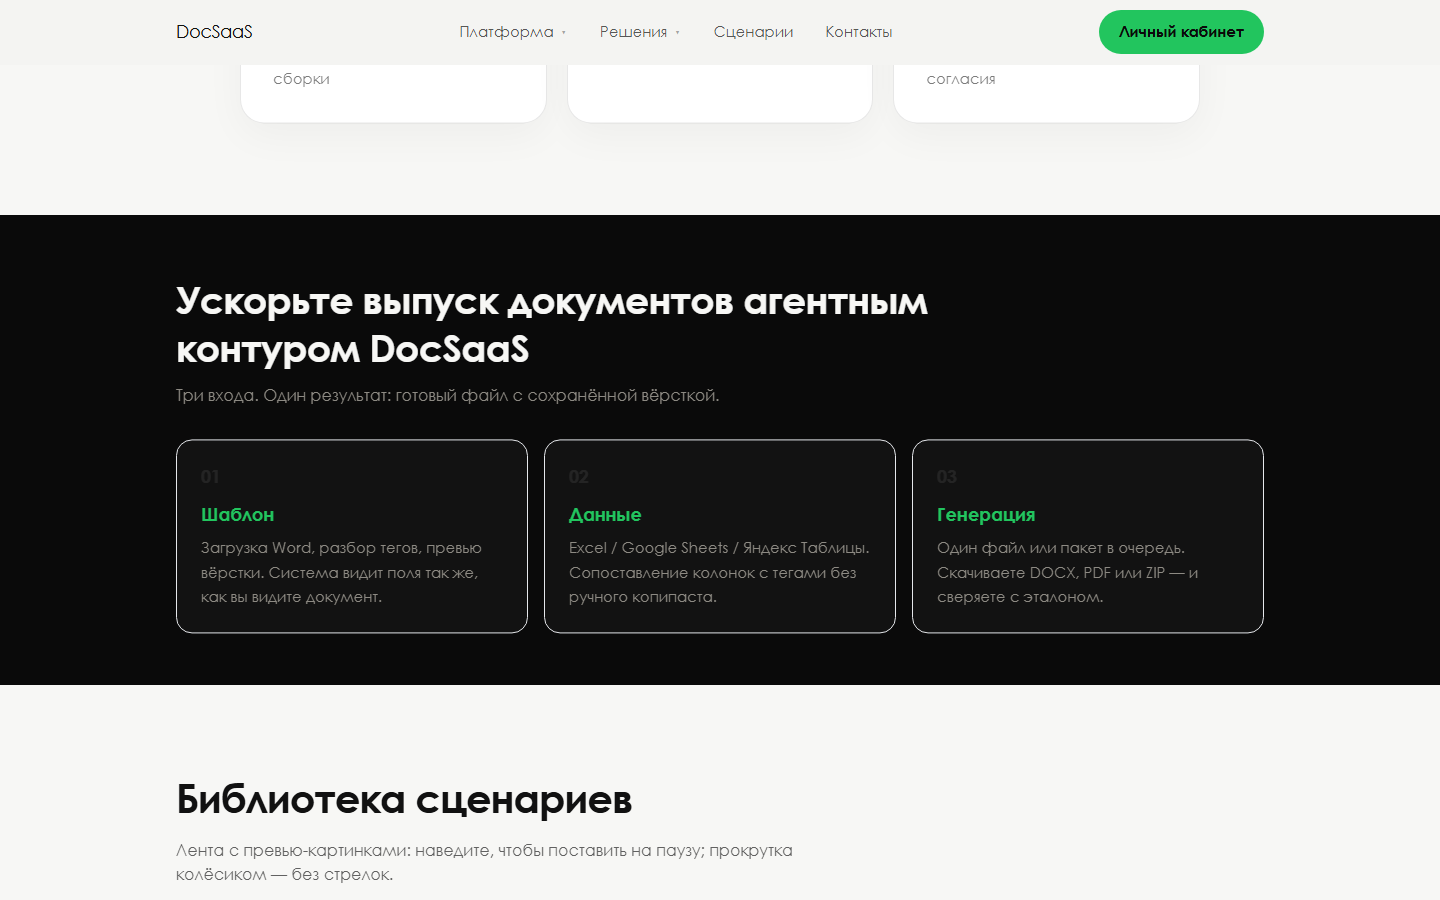 DocSaaS
Платформа
Решения
Сценарии
Контакты
Личный кабинет
сборки
согласия
Ускорьте выпуск документов агентным
контуром DocSaaS
Три входа. Один результат: готовый файл с сохранённой вёрсткой.
01
Шаблон
Загрузка Word, разбор тегов, превью
вёрстки. Система видит поля так же,
как вы видите документ.
02
Данные
Excel / Google Sheets / Яндекс Таблицы.
Сопоставление колонок с тегами без
ручного копипаста.
03
Генерация
Один файл или пакет в очередь.
Скачиваете DOCX, PDF или ZIP — и
сверяете с эталоном.
Библиотека сценариев
Лента с превью-картинками: наведите, чтобы поставить на паузу; прокрутка
колёсиком — без стрелок.